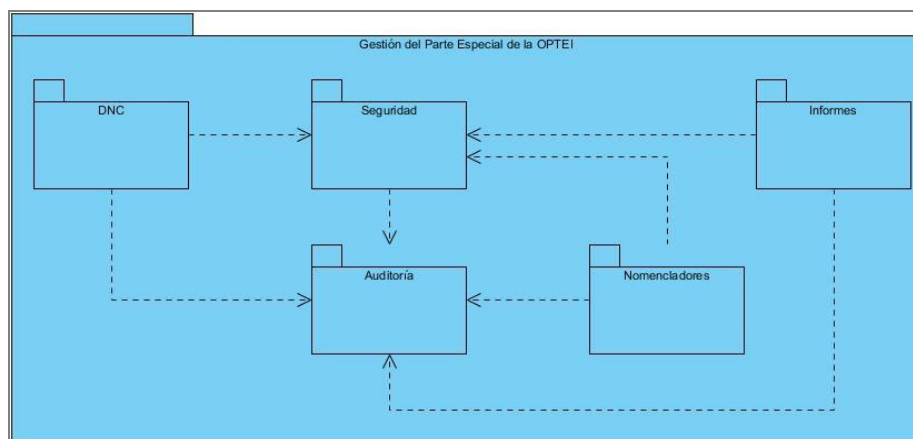 Gestión del Parte Especial de la OPTEI
DNC
Seguridad
Informes
Auditoría
Nomencladores